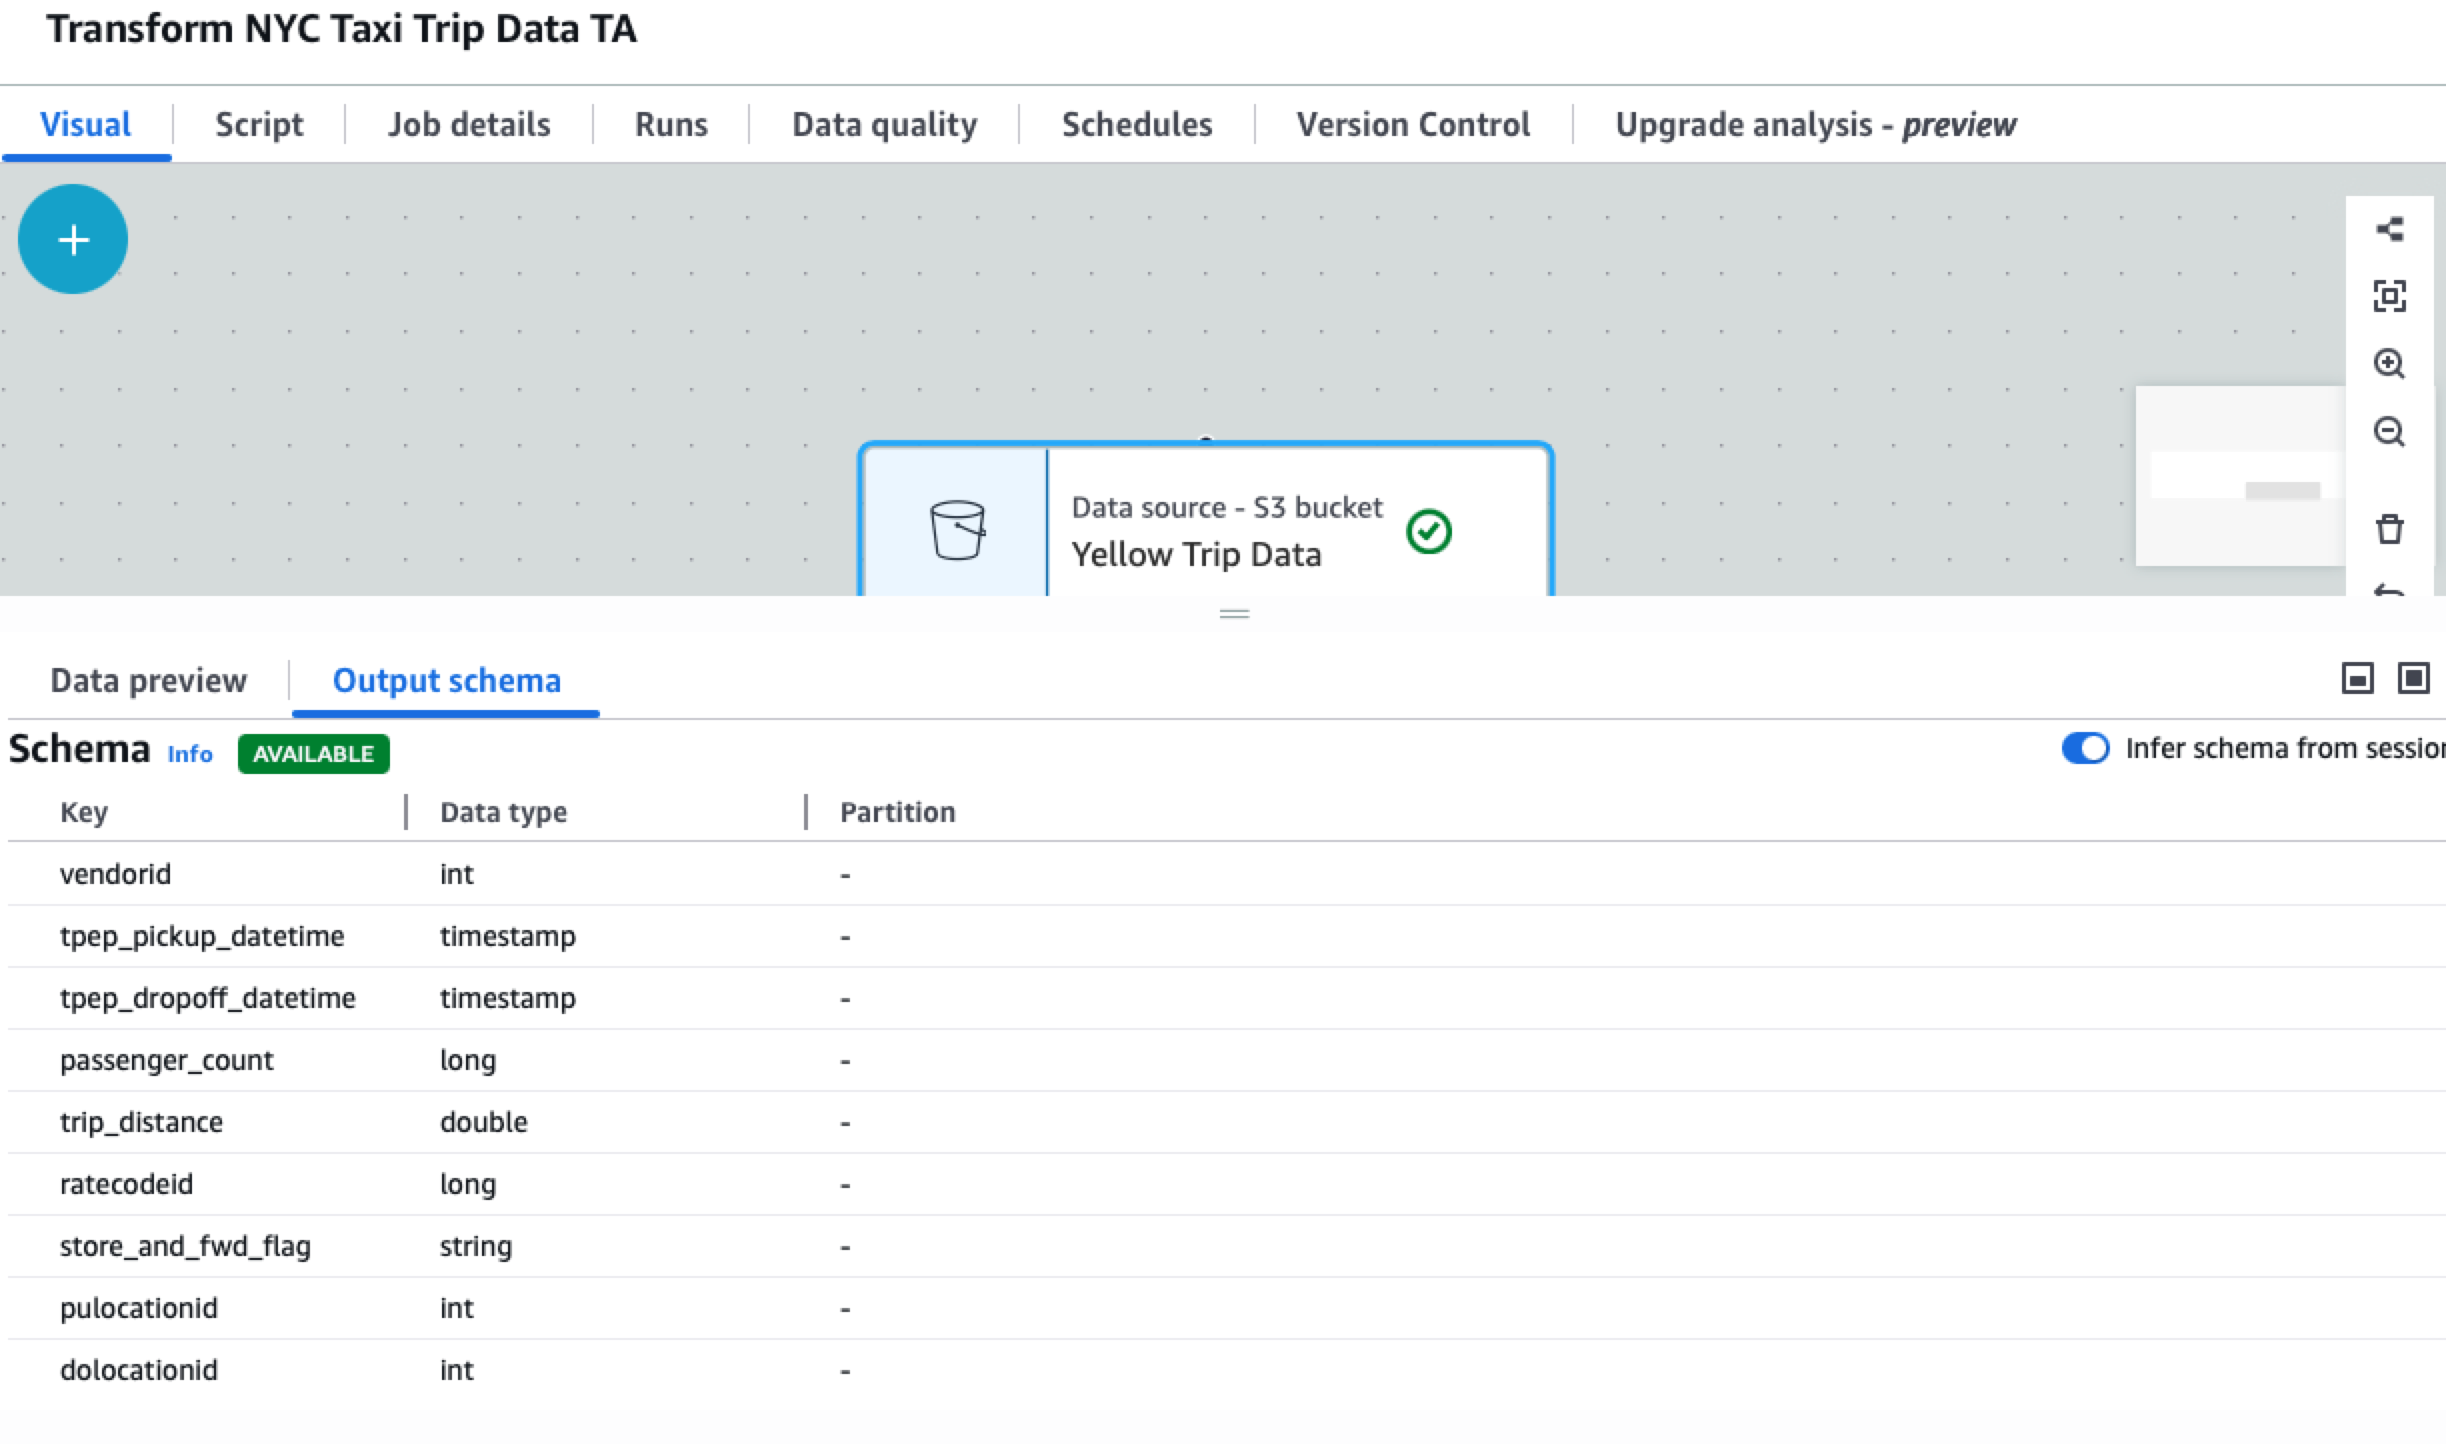 Transform NYC Taxi Trip Data TA
Visual Script Job details Runs Data quality Schedules Version Control Upgrade analysis - preview
Data source - S3 bucket
Yellow Trip Data
Data preview Output schema
Schema Info AVAILABLE Infer schema from session
Key Data type Partition
vendorid int -
tpep_pickup_datetime timestamp -
tpep_dropoff_datetime timestamp -
passenger_count long -
trip_distance double -
ratecodeid long -
store_and_fwd_flag string -
pulocationid int -
dolocationid int -